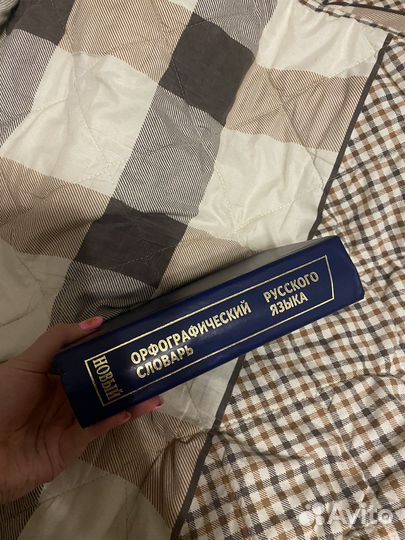 НОВЫЙ
ОРФОГРАФИЧЕСКИЙ
СЛОВАРЬ
РУССКОГО
ЯЗЫКА
Avito